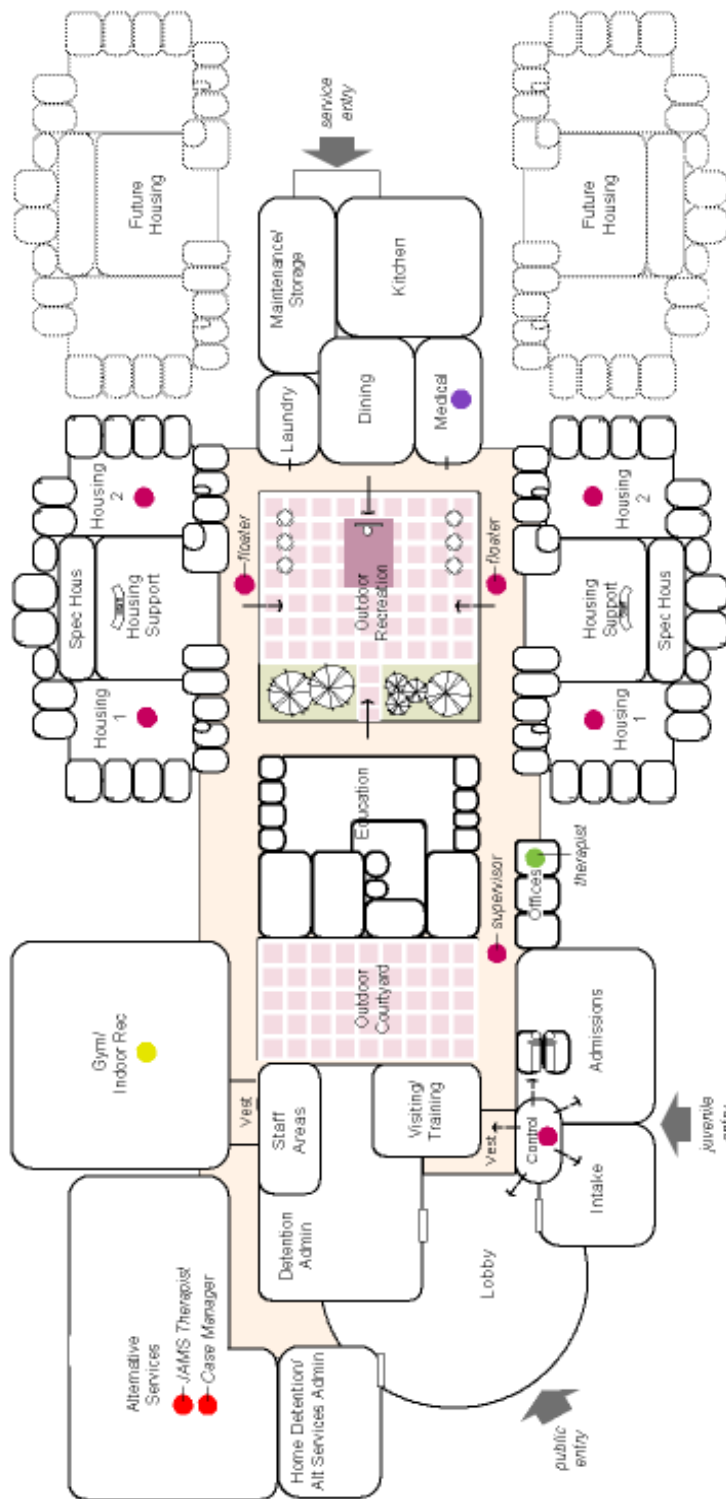 Future
Housing
Future
Housing
service
entry
Maintenance/
Storage
Kitchen
Laundry
Dining
Medical
Housing
2
Spec Hous
Housing
Support
Housing
1
floater
Outdoor
Recreation
floater
Housing
2
Housing
Support
Spec Hous
Housing
1
Education
supervisor
Offices
therapist
Outdoor
Courtyard
Gym/
Indoor Rec
Vest
Staff
Areas
Visiting/
Training
Vest
Control
Admissions
Intake
juvenile
entry
Detention
Admin
Lobby
Alternative
Services
JAMS Therapist
Case Manager
Home Detention/
Alt Services Admin
public
entry